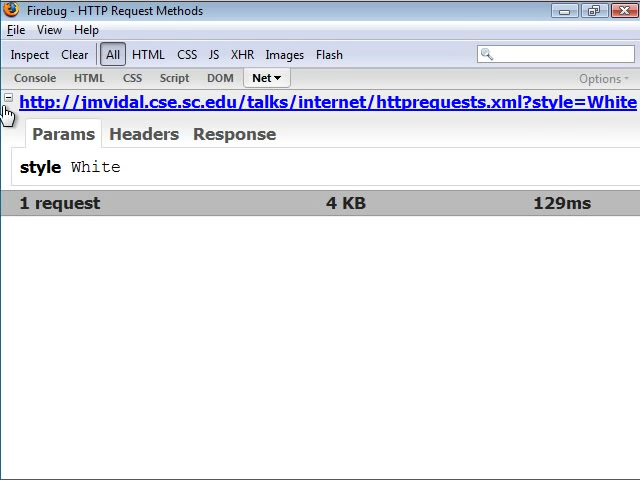 Firebug - HTTP Request Methods
File View Help
Inspect Clear All HTML CSS JS XHR Images Flash
Console HTML CSS Script DOM Net Options
http://jmvidal.cse.sc.edu/talks/internet/httprequests.xml?style=White
Params Headers Response
style White
1 request 4 KB 129ms